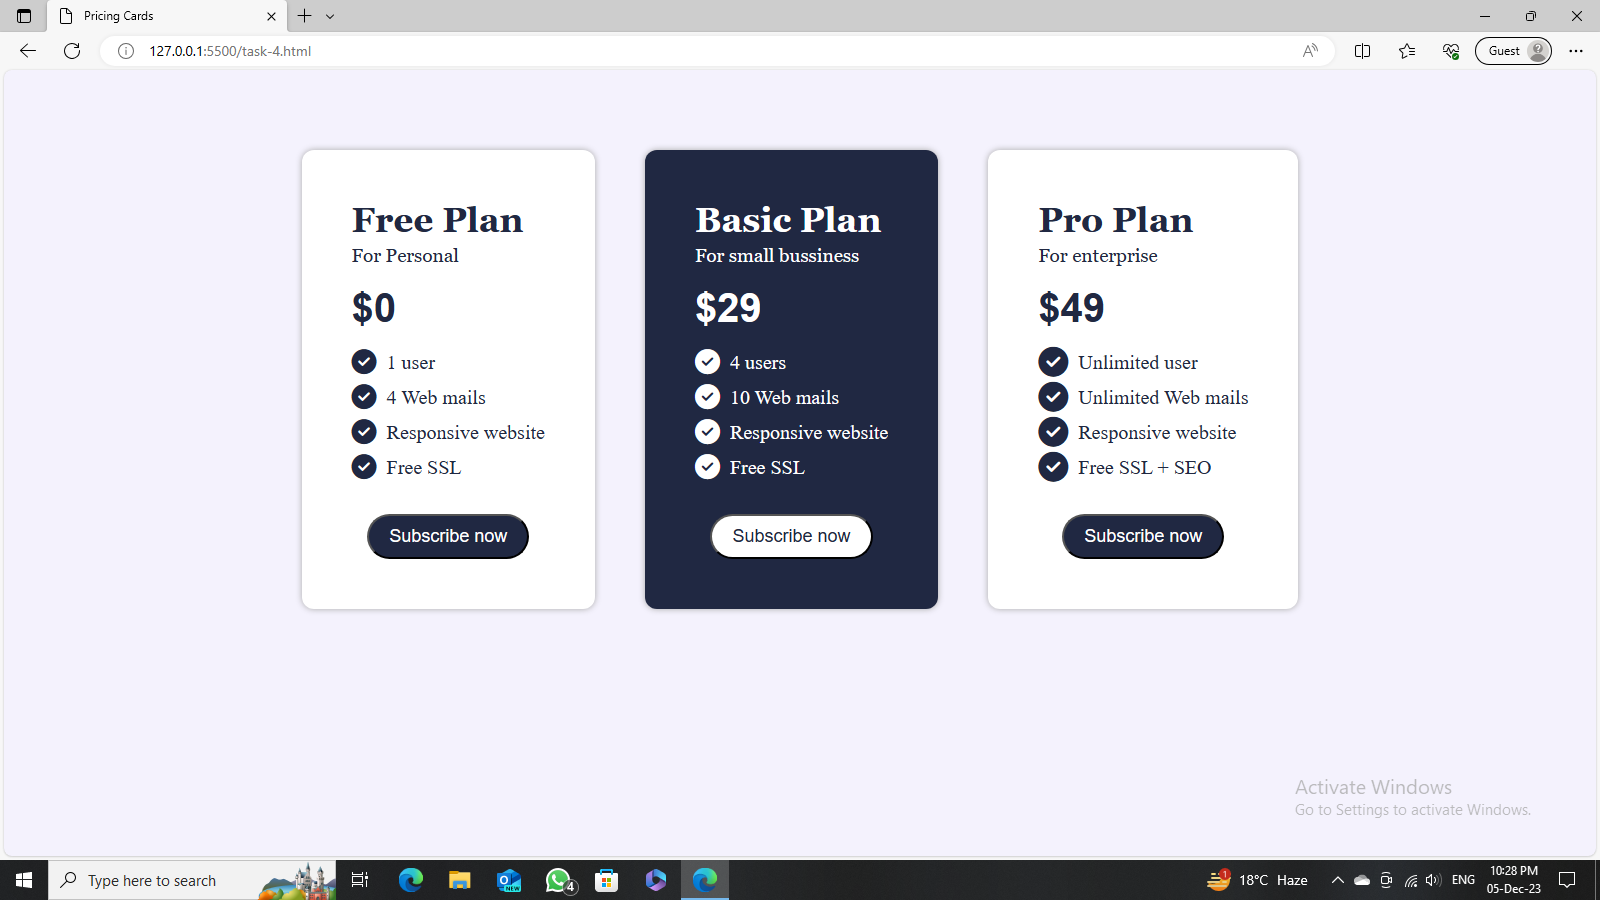 Pricing Cards
127.0.0.1:5500/task-4.html
Guest
Free Plan
For Personal
$0
1 user
4 Web mails
Responsive website
Free SSL
Subscribe now
Basic Plan
For small bussiness
$29
4 users
10 Web mails
Responsive website
Free SSL
Subscribe now
Pro Plan
For enterprise
$49
Unlimited user
Unlimited Web mails
Responsive website
Free SSL + SEO
Subscribe now
Activate Windows
Go to Settings to activate Windows.
Type here to search
NEW
4
1
18°C Haze
ENG
10:28 PM
05-Dec-23